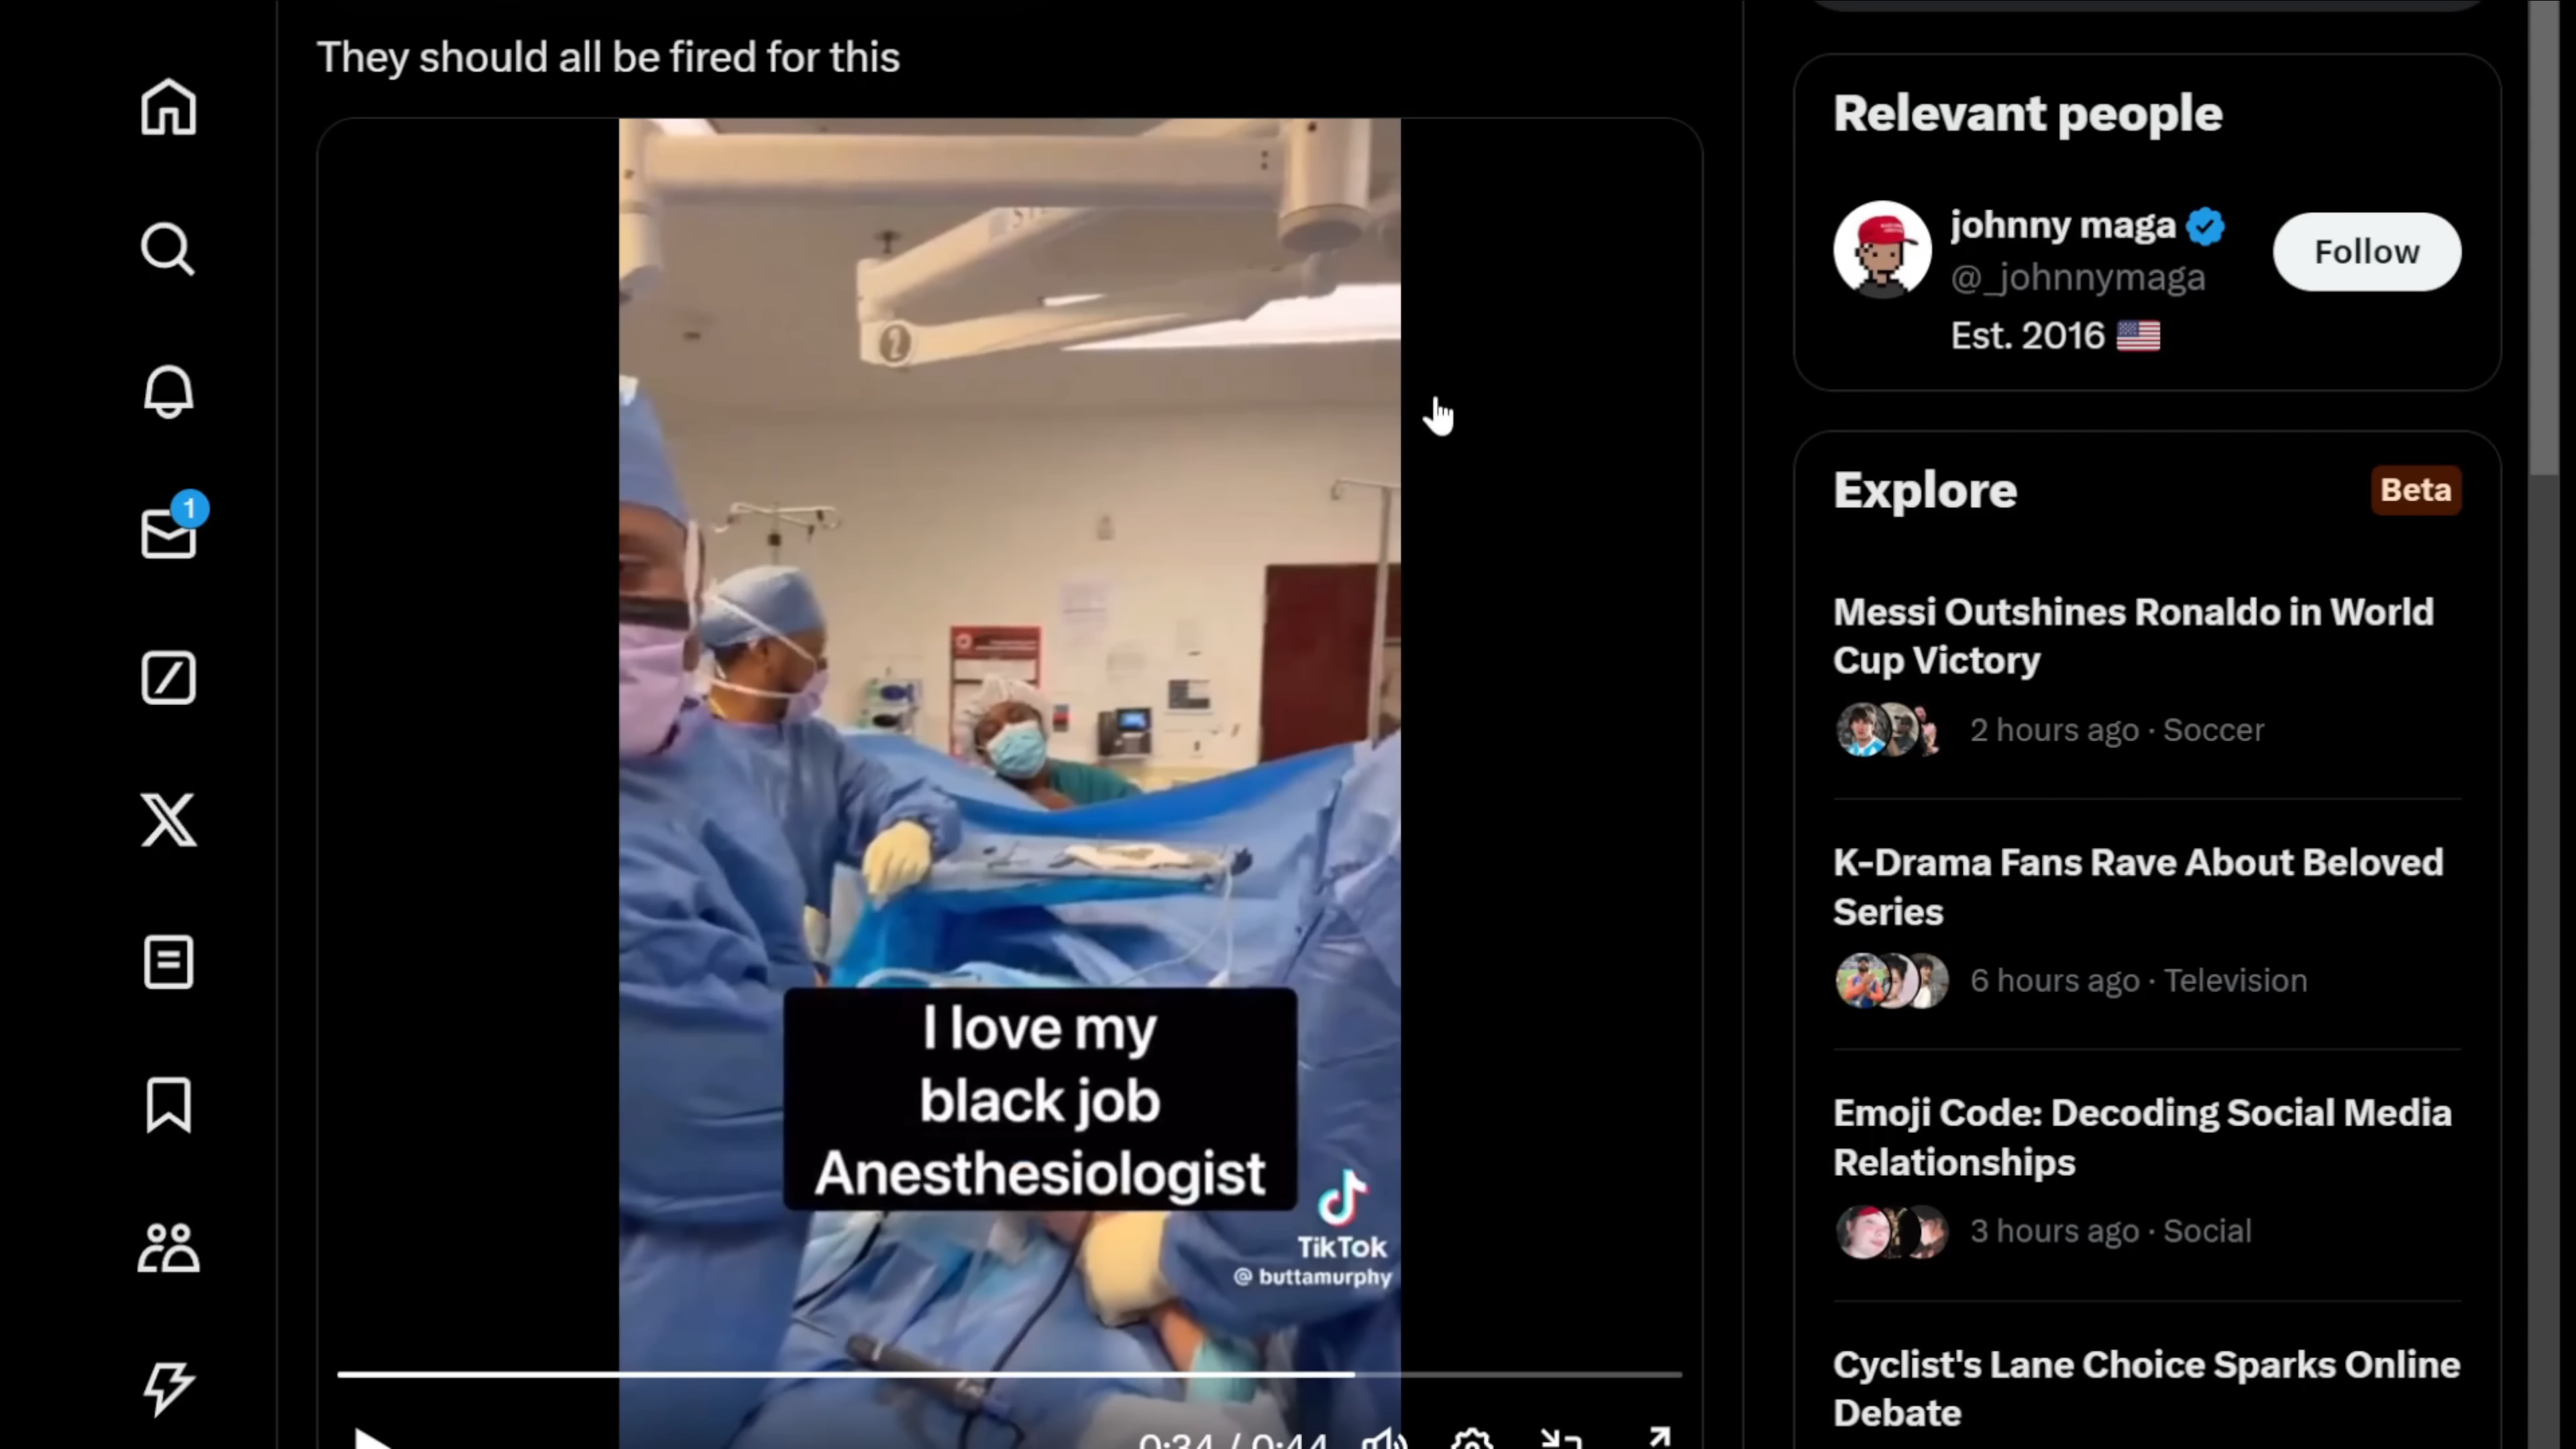 They should all be fired for this
2
I love my
black job
Anesthesiologist
TikTok
@ buttamurphy
0:34 / 0:44
1
Relevant people
johnny maga
@_johnnymaga
Follow
Est. 2016
Explore
Beta
Messi Outshines Ronaldo in World
Cup Victory
2 hours ago · Soccer
K-Drama Fans Rave About Beloved
Series
6 hours ago · Television
Emoji Code: Decoding Social Media
Relationships
3 hours ago · Social
Cyclist's Lane Choice Sparks Online
Debate